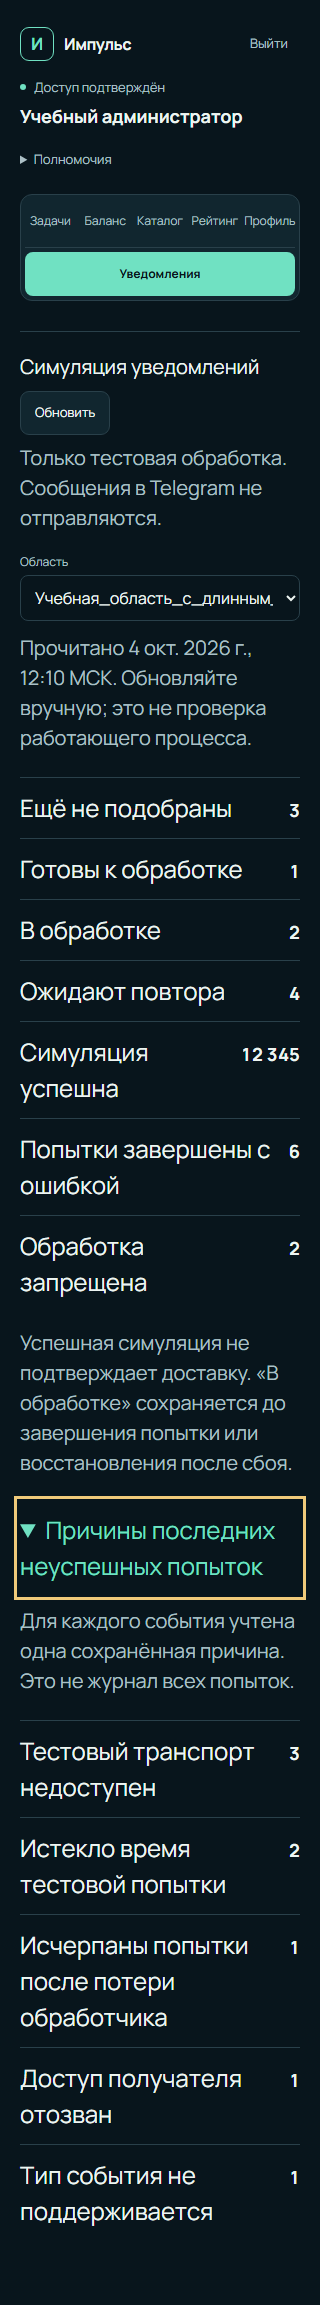 И Импульс Выйти
Доступ подтверждён
Учебный администратор
Полномочия
Задачи Баланс Каталог Рейтинг Профиль
Уведомления
Симуляция уведомлений
Обновить
Только тестовая обработка.
Сообщения в Telegram не
отправляются.
Область
Учебная_область_с_длинным_
Прочитано 4 окт. 2026 г.,
12:10 МСК. Обновляйте
вручную; это не проверка
работающего процесса.
Ещё не подобраны 3
Готовы к обработке 1
В обработке 2
Ожидают повтора 4
Симуляция 12 345
успешна
Попытки завершены с 6
ошибкой
Обработка 2
запрещена
Успешная симуляция не
подтверждает доставку. «В
обработке» сохраняется до
завершения попытки или
восстановления после сбоя.
Причины последних
неуспешных попыток
Для каждого события учтена
одна сохранённая причина.
Это не журнал всех попыток.
Тестовый транспорт 3
недоступен
Истекло время 2
тестовой попытки
Исчерпаны попытки 1
после потери
обработчика
Доступ получателя 1
отозван
Тип события не 1
поддерживается